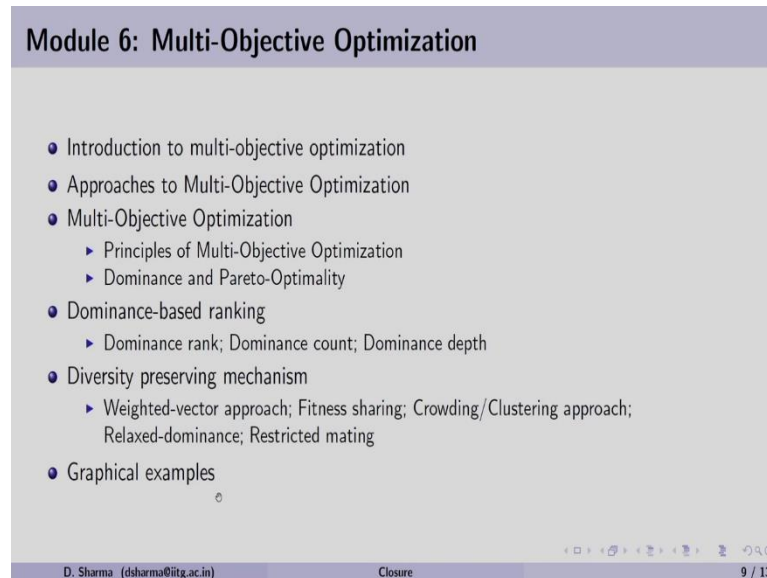 Module 6: Multi-Objective Optimization
Introduction to multi-objective optimization
Approaches to Multi-Objective Optimization
Multi-Objective Optimization
Principles of Multi-Objective Optimization
Dominance and Pareto-Optimality
Dominance-based ranking
Dominance rank; Dominance count; Dominance depth
Diversity preserving mechanism
Weighted-vector approach; Fitness sharing; Crowding/Clustering approach;
Relaxed-dominance; Restricted mating
Graphical examples
D. Sharma (dsharma@iitg.ac.in) Closure 9 /